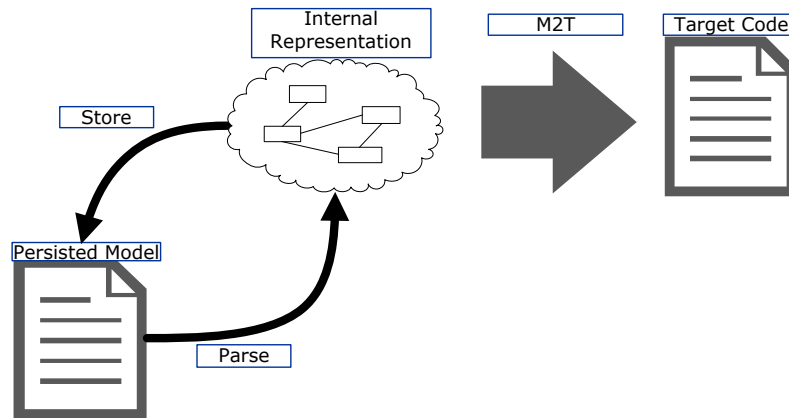 Internal
Representation
M2T
Target Code
Store
Persisted Model
Parse